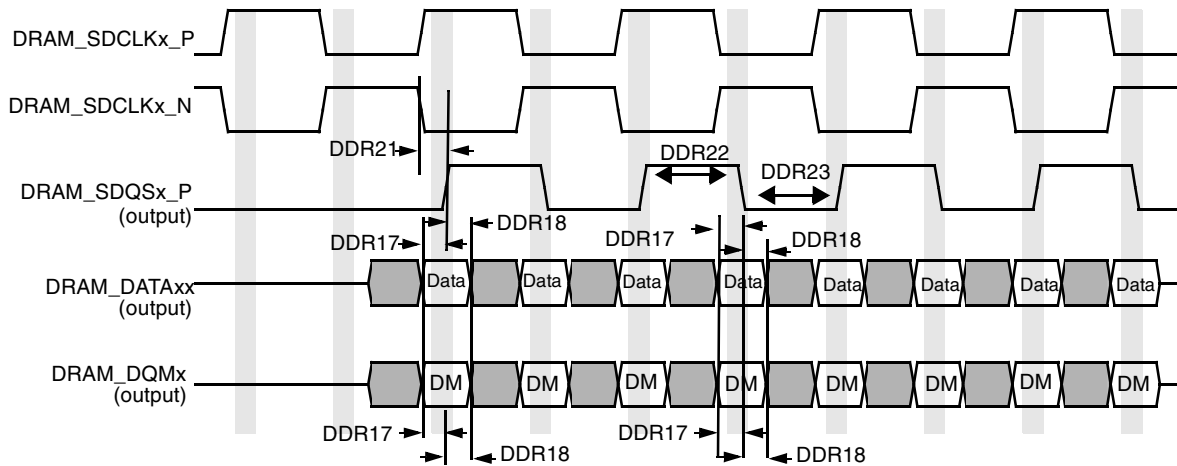 DRAM_SDCLKx_P
DRAM_SDCLKx_N
DDR21
DDR22
DDR23
DRAM_SDQSx_P
(output)
DDR18
DDR17
DDR17
DDR18
DRAM_DATAxx
(output)
Data Data Data Data Data Data Data Data
DRAM_DQMx
(output)
DM DM DM DM DM DM DM DM
DDR17
DDR18
DDR17
DDR18